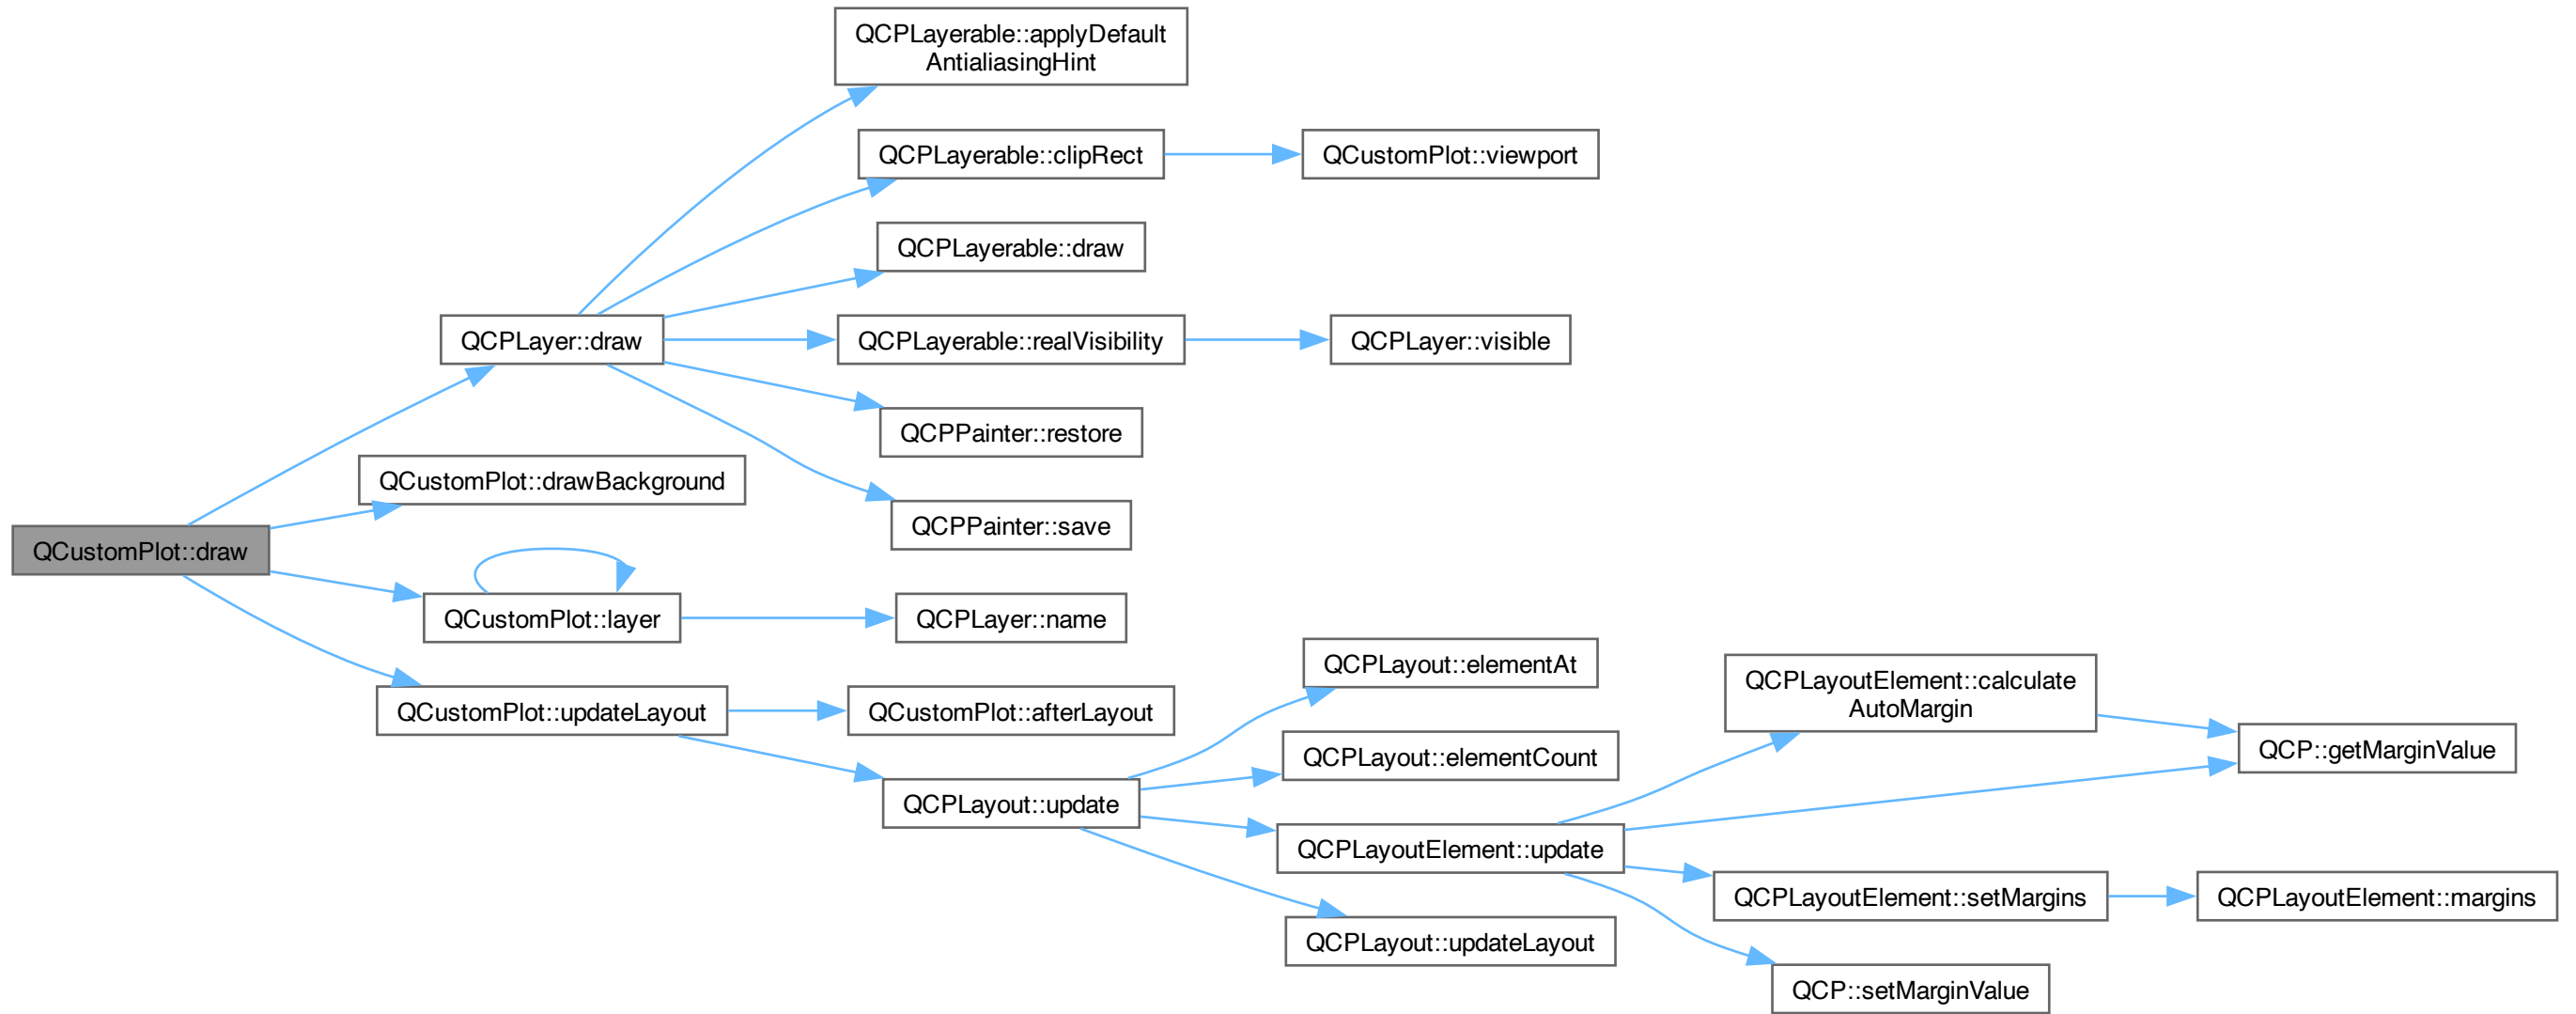 QCPLayerable::applyDefault
AntialiasingHint
QCPLayerable::clipRect
QCustomPlot::viewport
QCPLayerable::draw
QCPLayer::draw
QCPLayerable::realVisibility
QCPLayer::visible
QCPPainter::restore
QCustomPlot::drawBackground
QCPPainter::save
QCustomPlot::draw
QCustomPlot::layer
QCPLayer::name
QCPLayout::elementAt
QCPLayoutElement::calculate
AutoMargin
QCustomPlot::updateLayout
QCustomPlot::afterLayout
QCPLayout::elementCount
QCP::getMarginValue
QCPLayout::update
QCPLayoutElement::update
QCPLayoutElement::setMargins
QCPLayoutElement::margins
QCPLayout::updateLayout
QCP::setMarginValue